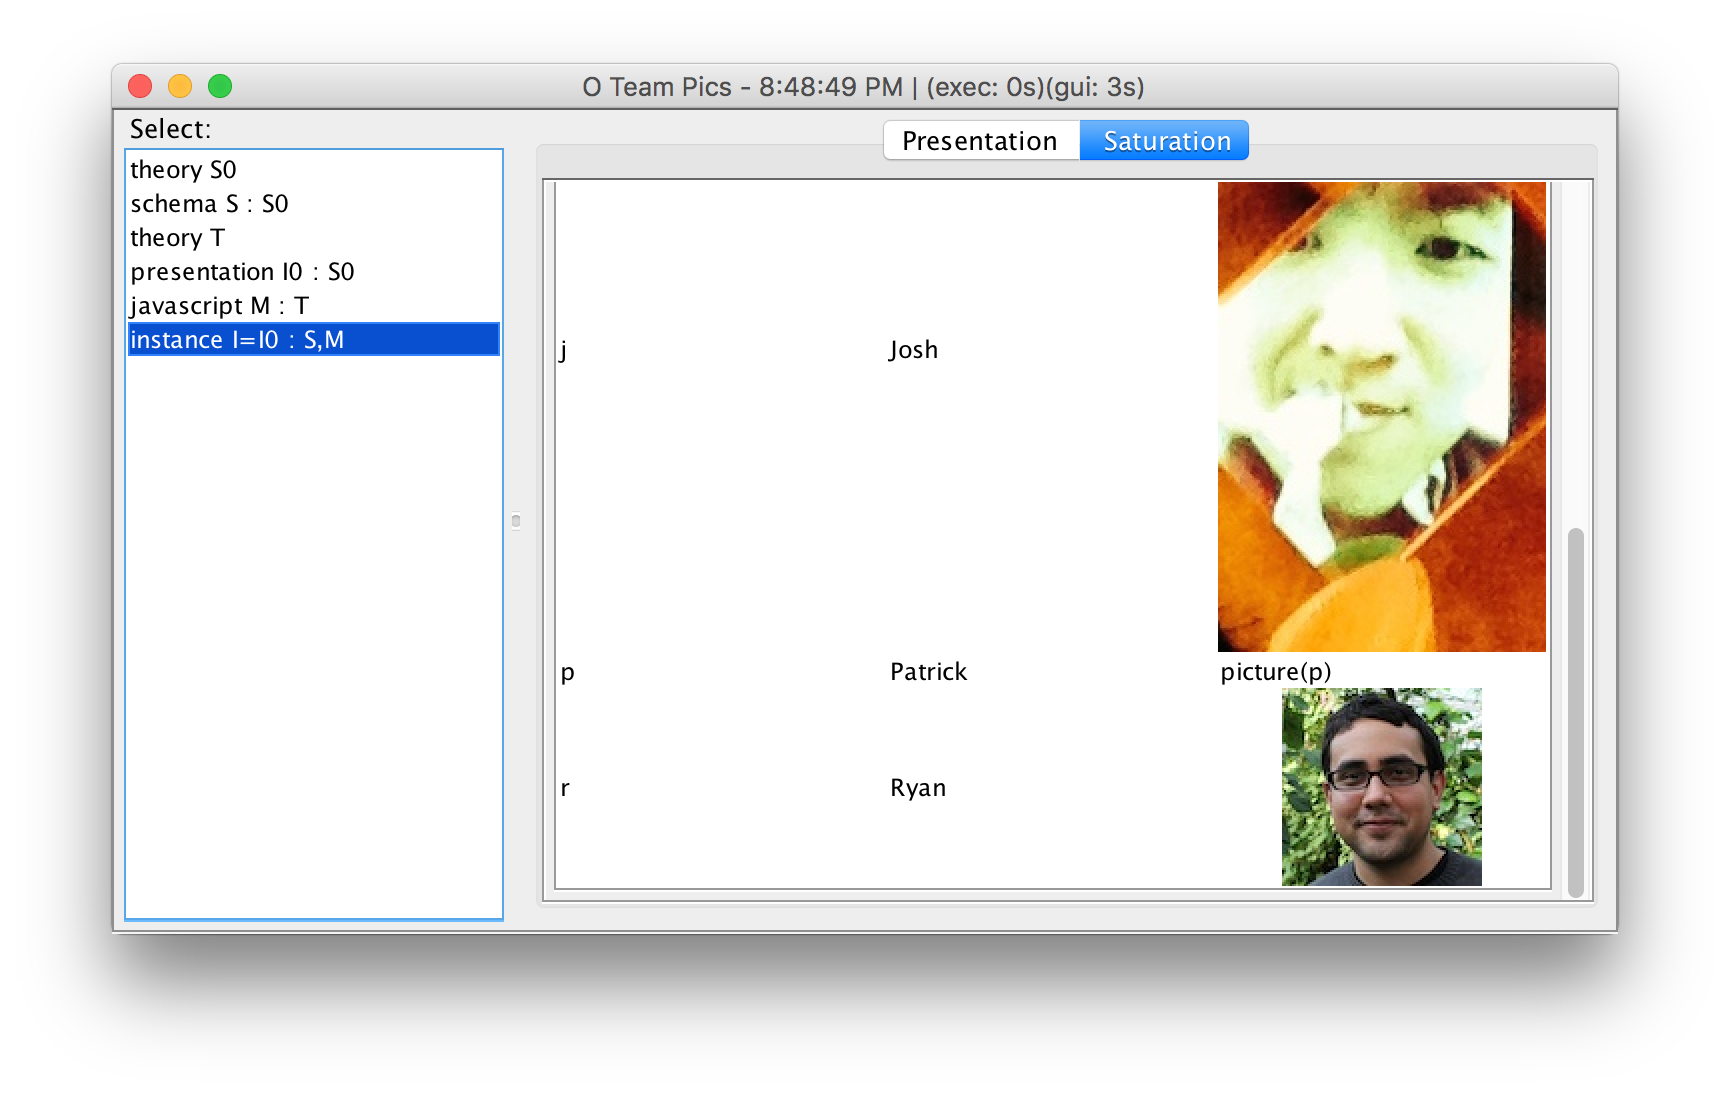 O Team Pics - 8:48:49 PM | (exec: 0s)(gui: 3s)
Select:
Presentation
Saturation
theory S0
schema S : S0
theory T
presentation I0 : S0
javascript M : T
instance I=I0 : S,M
j
Josh
p
Patrick
picture(p)
r
Ryan